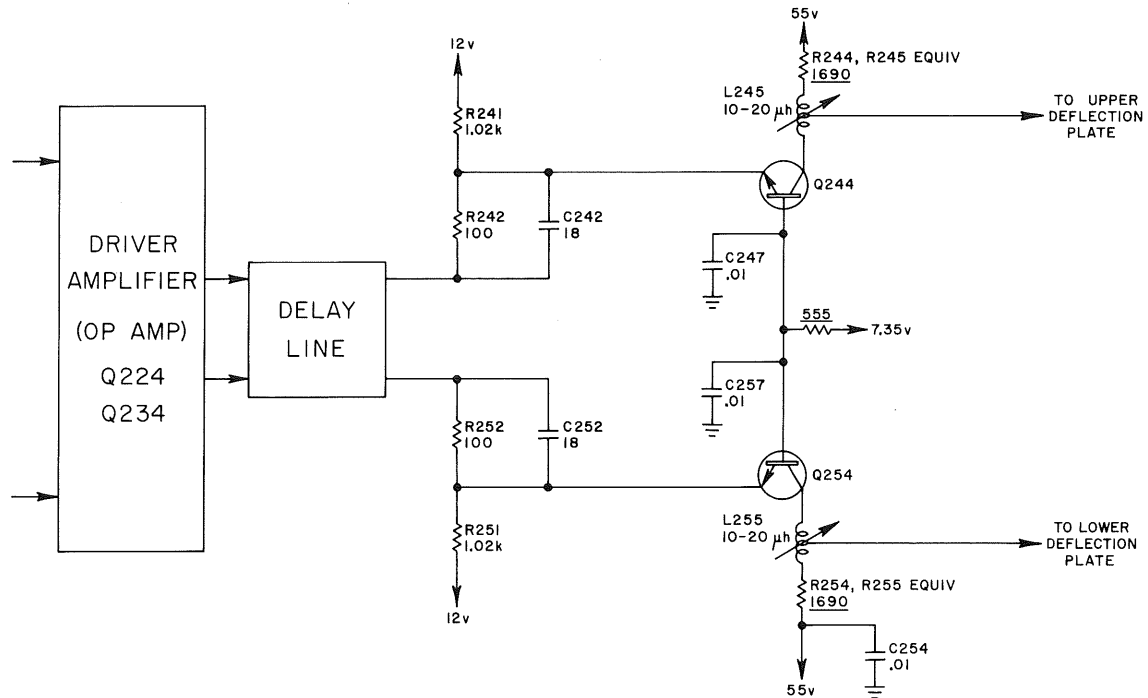 55v
12v
R244, R245 EQUIV
1690
L245
10-20 μh
TO UPPER
DEFLECTION
PLATE
R241
1.02k
Q244
R242
100
C242
18
DRIVER
AMPLIFIER
(OP AMP)
Q224
Q234
DELAY
LINE
C247
.01
555
7.35v
C257
.01
R252
100
C252
18
Q254
R251
1.02k
L255
10-20 μh
TO LOWER
DEFLECTION
PLATE
R254, R255 EQUIV
1690
12v
C254
.01
55v